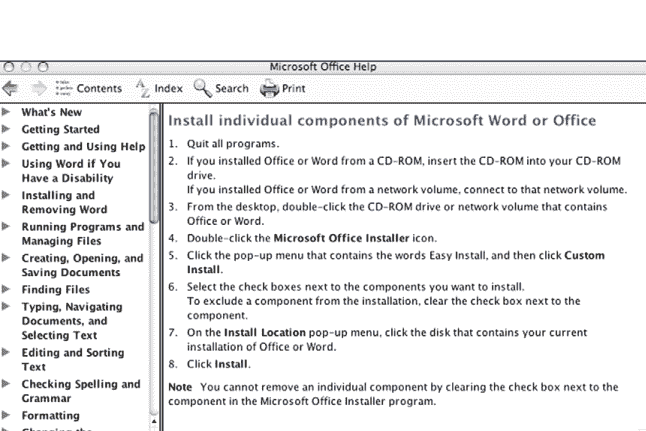 Microsoft Office Help
Contents Index Search Print
What's New
Getting Started
Getting and Using Help
Using Word if You
Have a Disability
Installing and
Removing Word
Running Programs and
Managing Files
Creating, Opening, and
Saving Documents
Finding Files
Typing, Navigating
Documents, and
Selecting Text
Editing and Sorting
Text
Checking Spelling and
Grammar
Formatting
Changing the
Install individual components of Microsoft Word or Office
1. Quit all programs.
2. If you installed Office or Word from a CD-ROM, insert the CD-ROM into your CD-ROM
drive.
If you installed Office or Word from a network volume, connect to that network volume.
3. From the desktop, double-click the CD-ROM drive or network volume that contains
Office or Word.
4. Double-click the Microsoft Office Installer icon.
5. Click the pop-up menu that contains the words Easy Install, and then click Custom
Install.
6. Select the check boxes next to the components you want to install.
To exclude a component from the installation, clear the check box next to the
component.
7. On the Install Location pop-up menu, click the disk that contains your current
installation of Office or Word.
8. Click Install.
Note You cannot remove an individual component by clearing the check box next to the
component in the Microsoft Office Installer program.